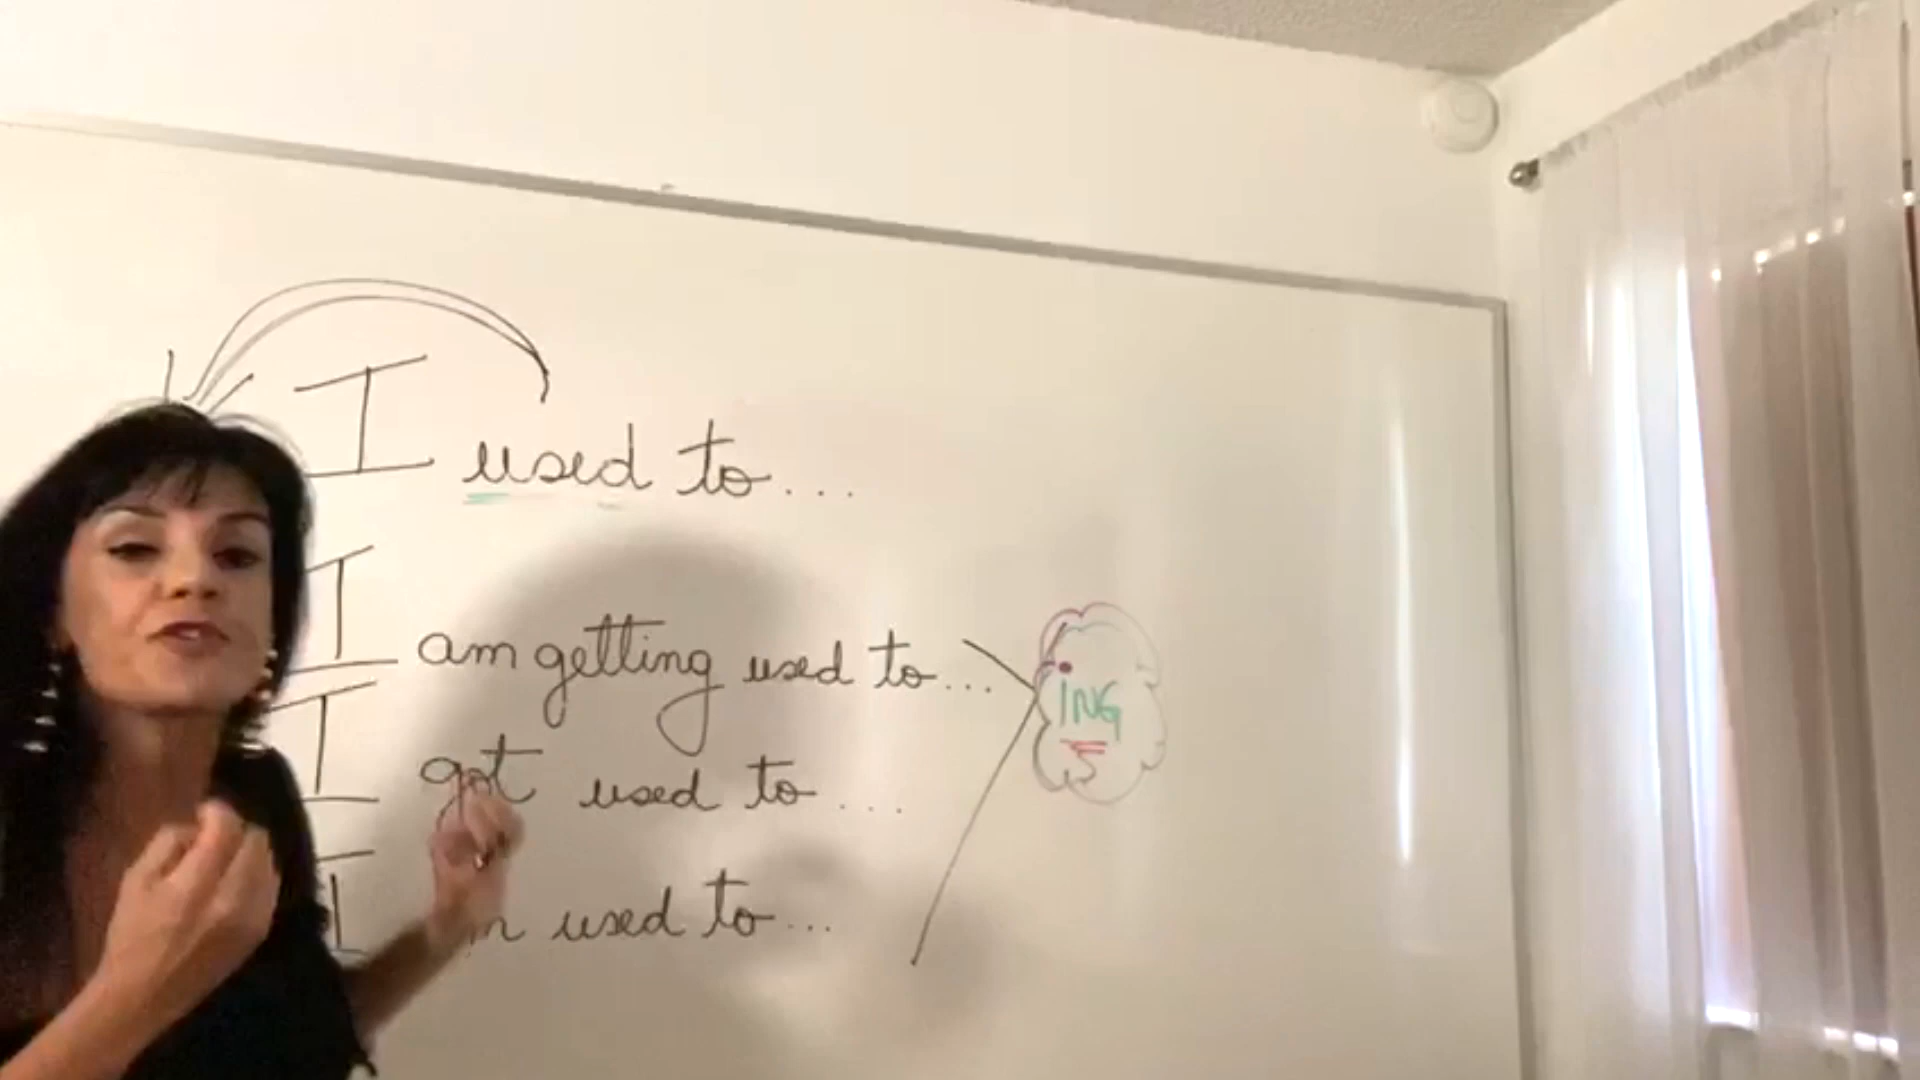 I used to...
I am getting used to...
ING
I got used to...
I used to...